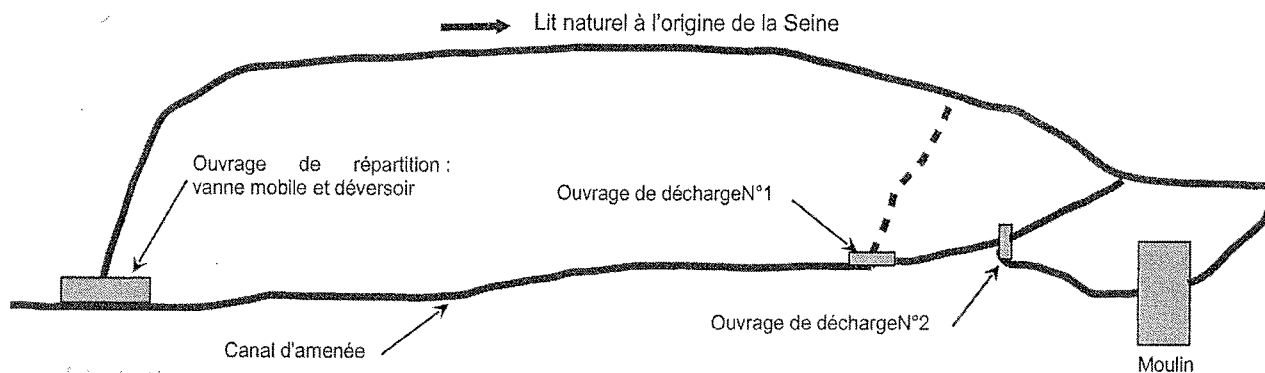 Lit naturel à l'origine de la Seine
Ouvrage de répartition :
vanne mobile et déversoir
Ouvrage de déchargeN°1
Ouvrage de déchargeN°2
Canal d'amenée
Moulin